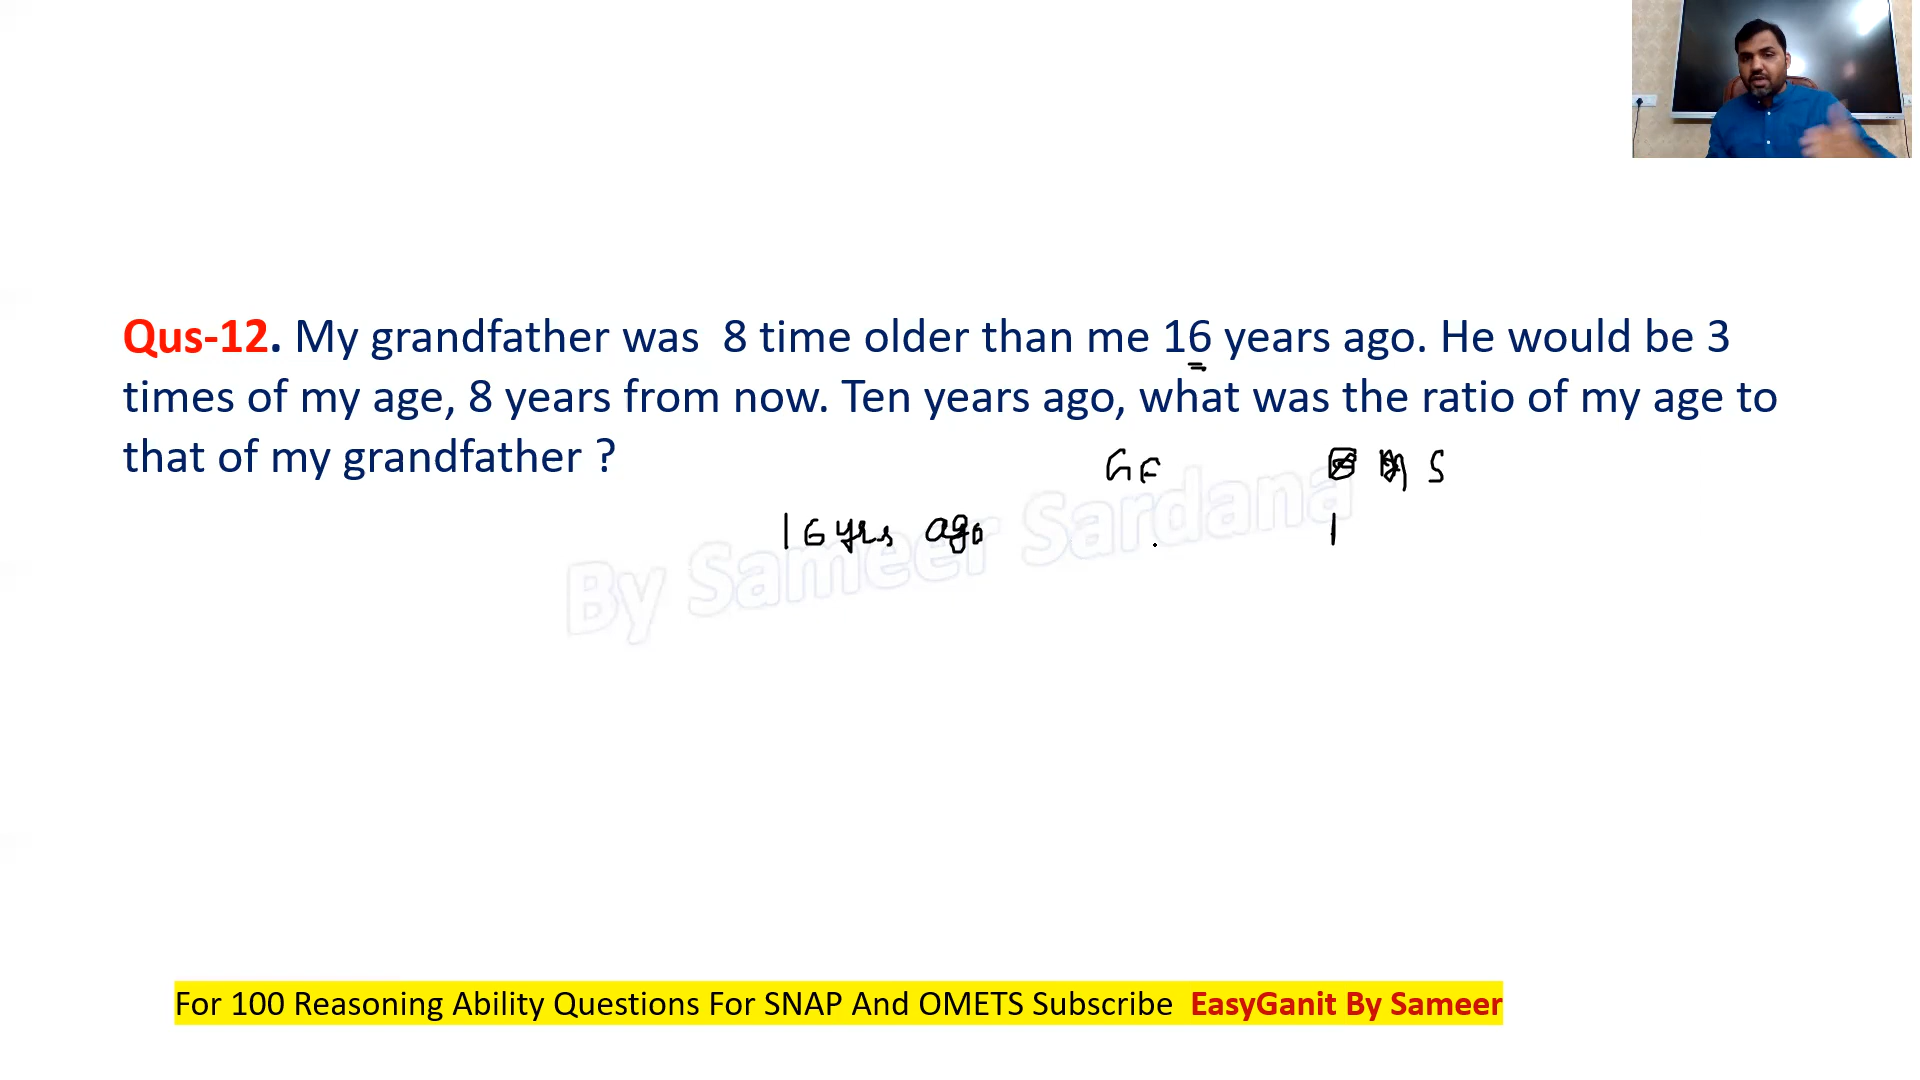 Qus-12. My grandfather was 8 time older than me 16 years ago. He would be 3
times of my age, 8 years from now. Ten years ago, what was the ratio of my age to
that of my grandfather ?
GF S
16 yrs ago 1
By Sameer Sardana
For 100 Reasoning Ability Questions For SNAP And OMETS Subscribe EasyGanit By Sameer